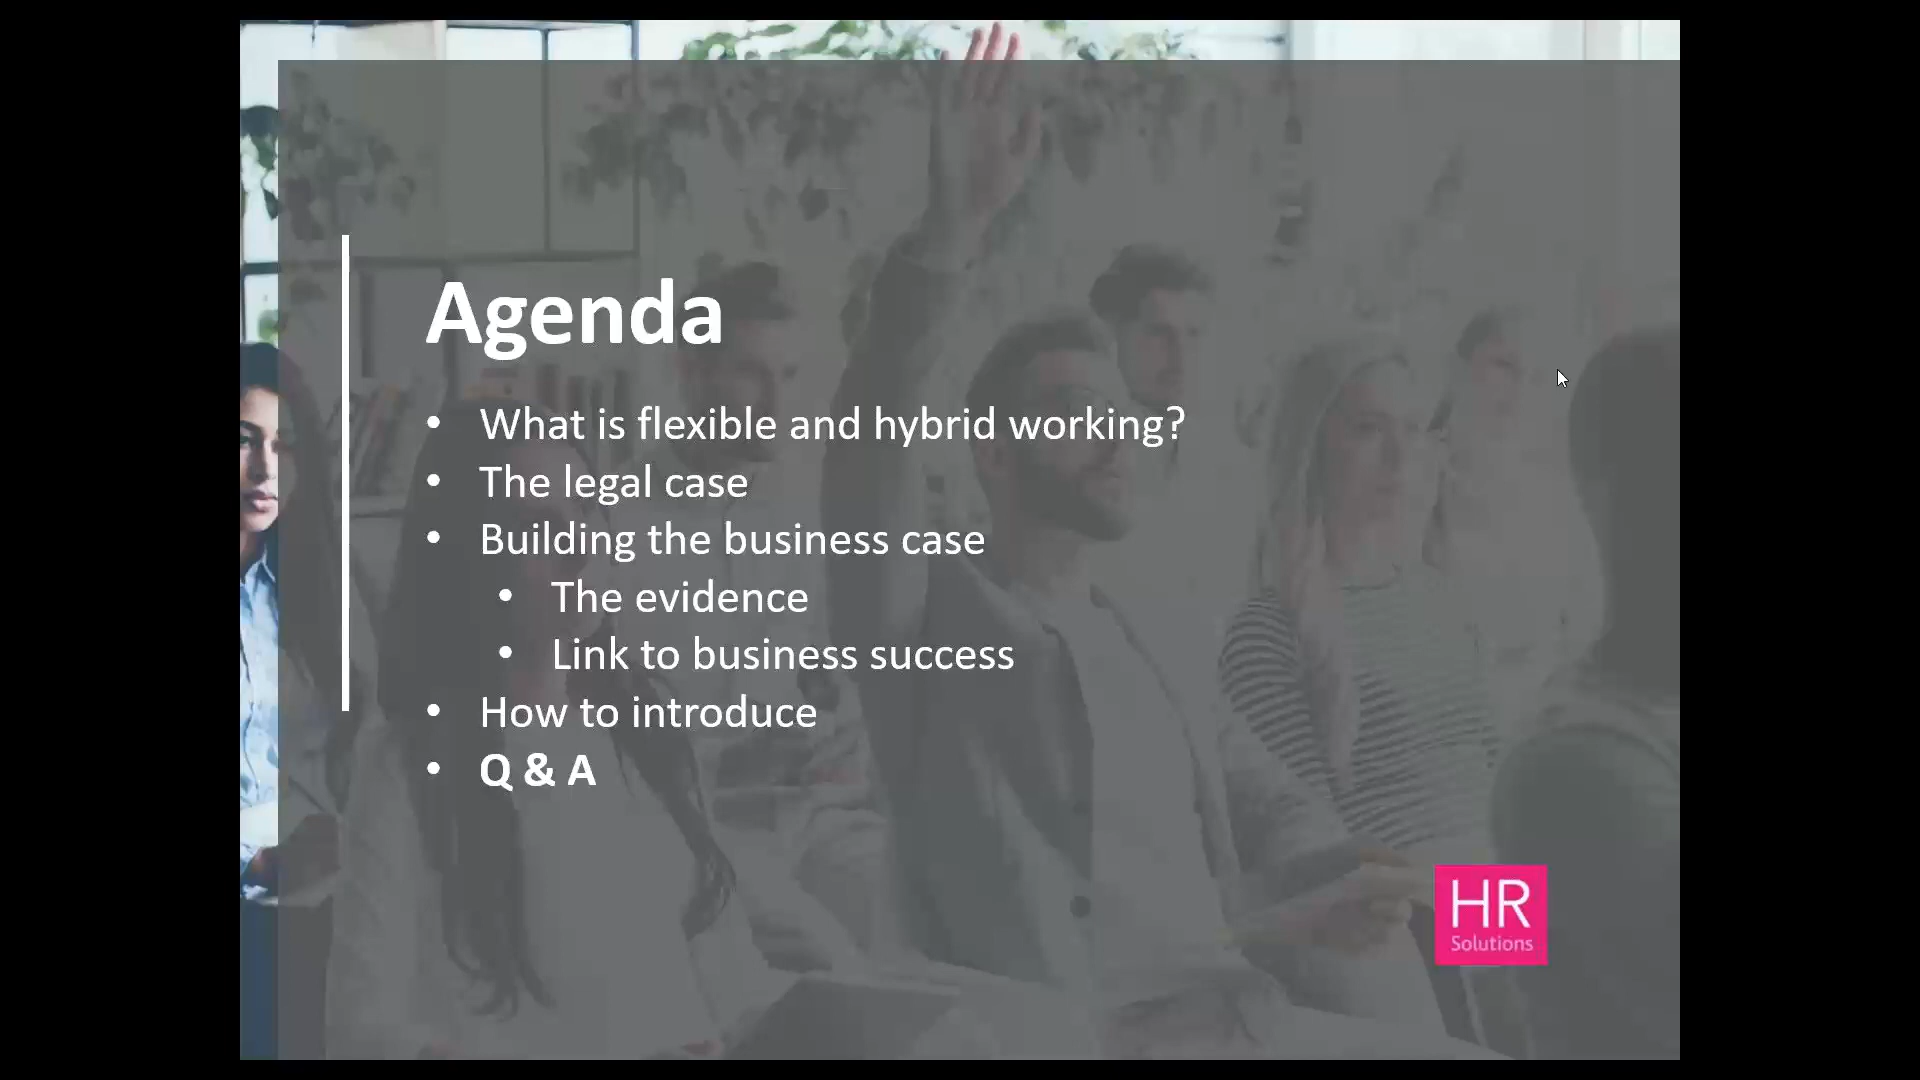 Agenda
• What is flexible and hybrid working?
• The legal case
• Building the business case
• The evidence
• Link to business success
• How to introduce
• Q & A
HR
Solutions